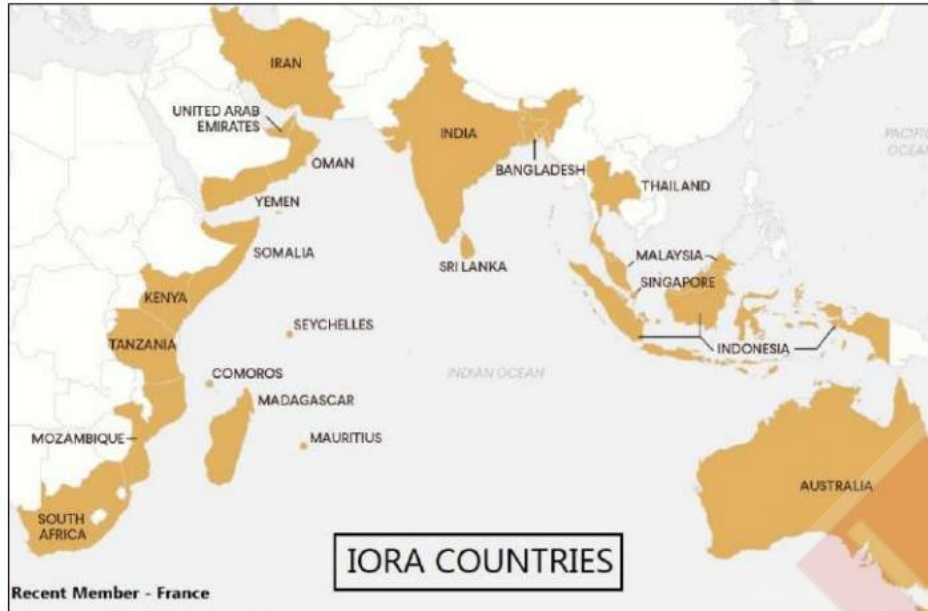 IRAN
UNITED ARAB
EMIRATES
INDIA
OMAN
BANGLADESH
THAILAND
YEMEN
SOMALIA
MALAYSIA
SRI LANKA
SINGAPORE
KENYA
SEYCHELLES
TANZANIA
INDONESIA
COMOROS
INDIAN OCEAN
MADAGASCAR
MOZAMBIQUE
MAURITIUS
AUSTRALIA
SOUTH
AFRICA
IORA COUNTRIES
Recent Member - France
PACIFIC